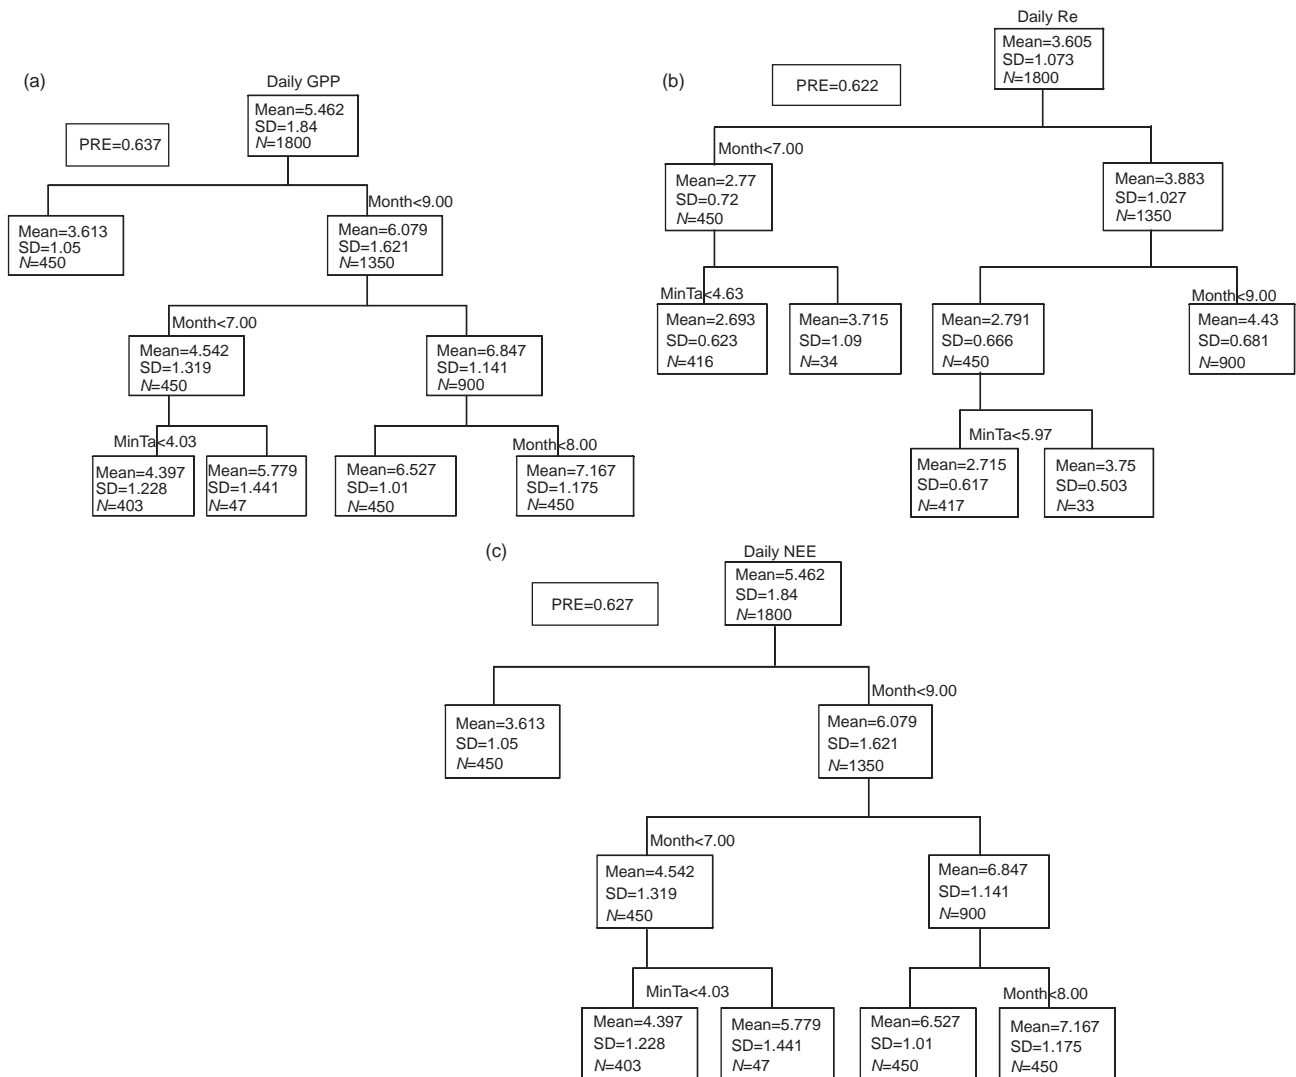 (a)
Daily GPP
PRE=0.637
Mean=5.462
SD=1.84
N=1800
Mean=3.613
SD=1.05
N=450
Month<9.00
Mean=6.079
SD=1.621
N=1350
Month<7.00
Mean=4.542
SD=1.319
N=450
Mean=6.847
SD=1.141
N=900
MinTa<4.03
Mean=4.397
SD=1.228
N=403
Mean=5.779
SD=1.441
N=47
Mean=6.527
SD=1.01
N=450
Month<8.00
Mean=7.167
SD=1.175
N=450
(b)
Daily Re
PRE=0.622
Mean=3.605
SD=1.073
N=1800
Month<7.00
Mean=2.77
SD=0.72
N=450
Mean=3.883
SD=1.027
N=1350
MinTa<4.63
Mean=2.693
SD=0.623
N=416
Mean=3.715
SD=1.09
N=34
Mean=2.791
SD=0.666
N=450
Month<9.00
Mean=4.43
SD=0.681
N=900
MinTa<5.97
Mean=2.715
SD=0.617
N=417
Mean=3.75
SD=0.503
N=33
(c)
Daily NEE
PRE=0.627
Mean=5.462
SD=1.84
N=1800
Mean=3.613
SD=1.05
N=450
Month<9.00
Mean=6.079
SD=1.621
N=1350
Month<7.00
Mean=4.542
SD=1.319
N=450
Mean=6.847
SD=1.141
N=900
MinTa<4.03
Mean=4.397
SD=1.228
N=403
Mean=5.779
SD=1.441
N=47
Mean=6.527
SD=1.01
N=450
Month<8.00
Mean=7.167
SD=1.175
N=450